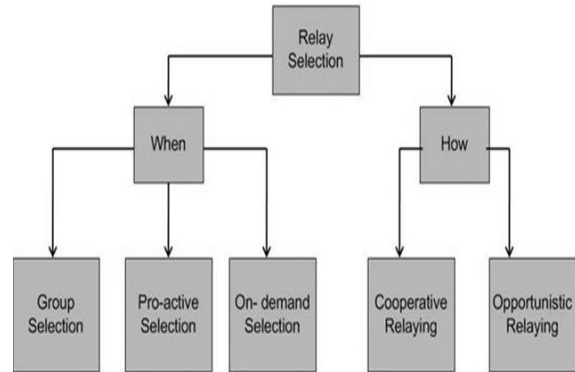 Relay
Selection
When
How
Group
Selection
Pro-active
Selection
On- demand
Selection
Cooperative
Relaying
Opportunistic
Relaying